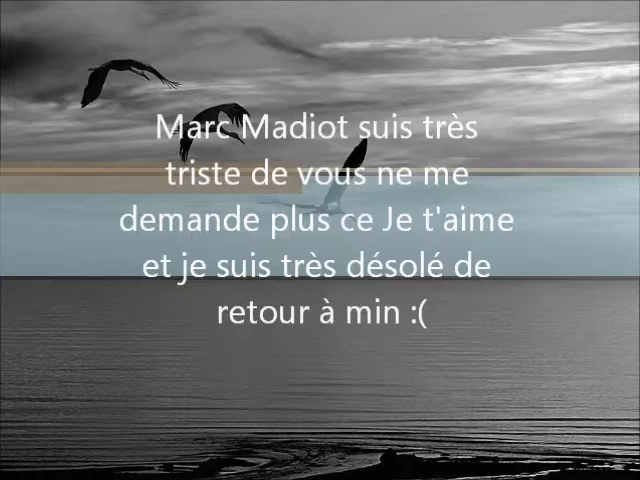 Marc Madiot suis très
triste de vous ne me
demande plus ce Je t'aime
et je suis très désolé de
retour à min :(